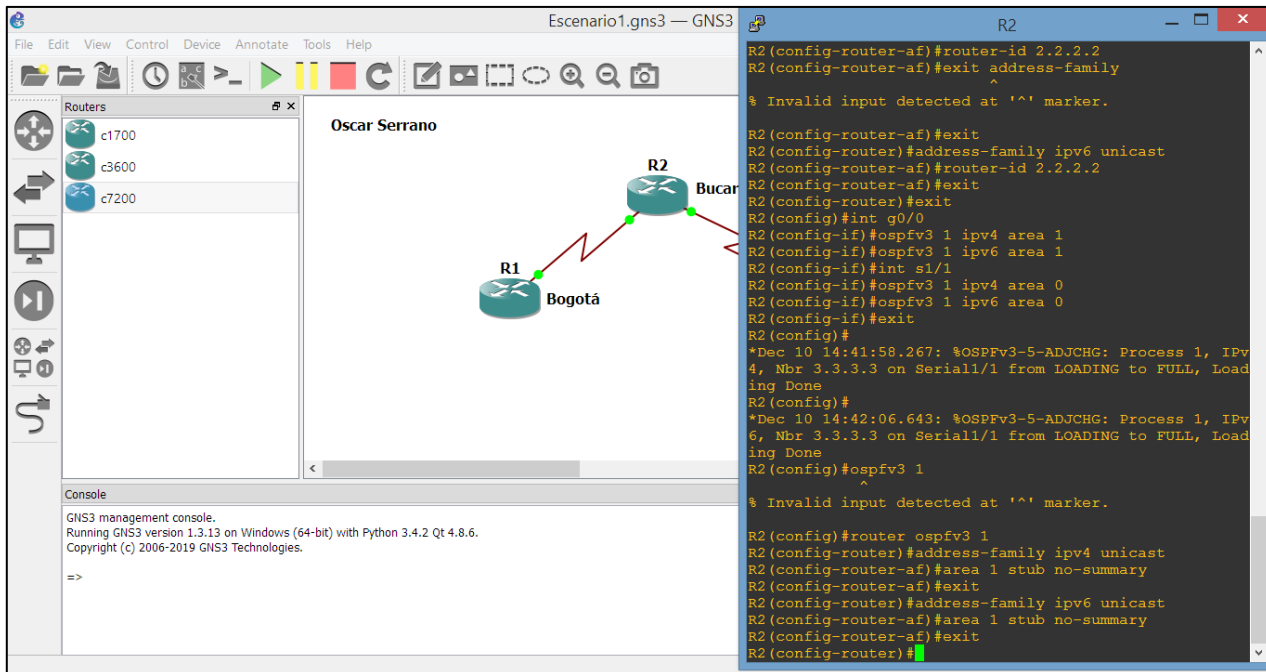 Escenario1.gns3 — GNS3
File Edit View Control Device Annotate Tools Help
Routers
c1700
c3600
c7200
Oscar Serrano
R2
Bucar
R1
Bogotá
Console
GNS3 management console.
Running GNS3 version 1.3.13 on Windows (64-bit) with Python 3.4.2 Qt 4.8.6.
Copyright (c) 2006-2019 GNS3 Technologies.
=>
R2
R2(config-router-af)#router-id 2.2.2.2
R2(config-router-af)#exit address-family
^
% Invalid input detected at '^' marker.
R2(config-router-af)#exit
R2(config-router)#address-family ipv6 unicast
R2(config-router-af)#router-id 2.2.2.2
R2(config-router-af)#exit
R2(config-router)#exit
R2(config)#int g0/0
R2(config-if)#ospfv3 1 ipv4 area 1
R2(config-if)#ospfv3 1 ipv6 area 1
R2(config-if)#int s1/1
R2(config-if)#ospfv3 1 ipv4 area 0
R2(config-if)#ospfv3 1 ipv6 area 0
R2(config-if)#exit
R2(config)#
*Dec 10 14:41:58.267: %OSPFv3-5-ADJCHG: Process 1, IPv
4, Nbr 3.3.3.3 on Serial1/1 from LOADING to FULL, Load
ing Done
R2(config)#
*Dec 10 14:42:06.643: %OSPFv3-5-ADJCHG: Process 1, IPv
6, Nbr 3.3.3.3 on Serial1/1 from LOADING to FULL, Load
ing Done
R2(config)#ospfv3 1
^
% Invalid input detected at '^' marker.
R2(config)#router ospfv3 1
R2(config-router)#address-family ipv4 unicast
R2(config-router-af)#area 1 stub no-summary
R2(config-router-af)#exit
R2(config-router)#address-family ipv6 unicast
R2(config-router-af)#area 1 stub no-summary
R2(config-router-af)#exit
R2(config-router)#